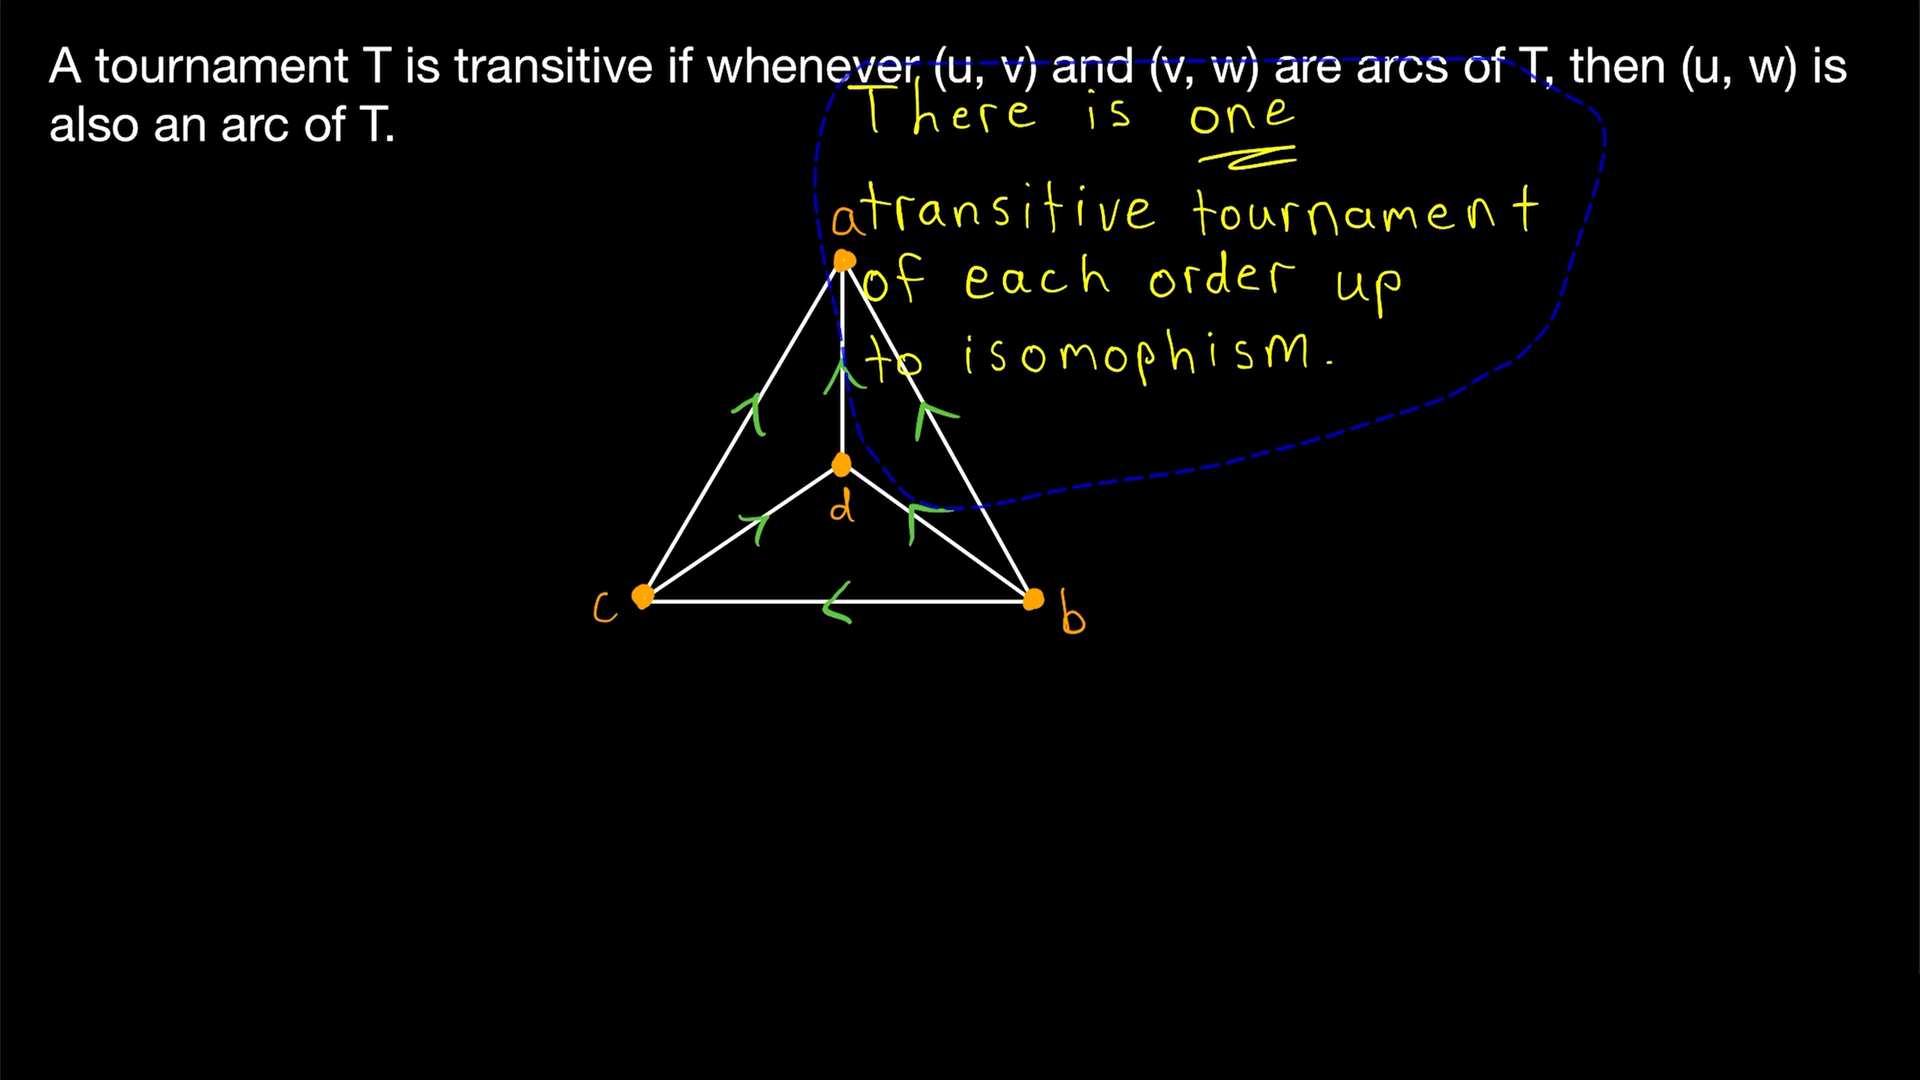 A tournament T is transitive if whenever (u, v) and (v, w) are arcs of T, then (u, w) is
also an arc of T.
There is one
transitive tournament
of each order up
to isomophism.
a
d
c
b